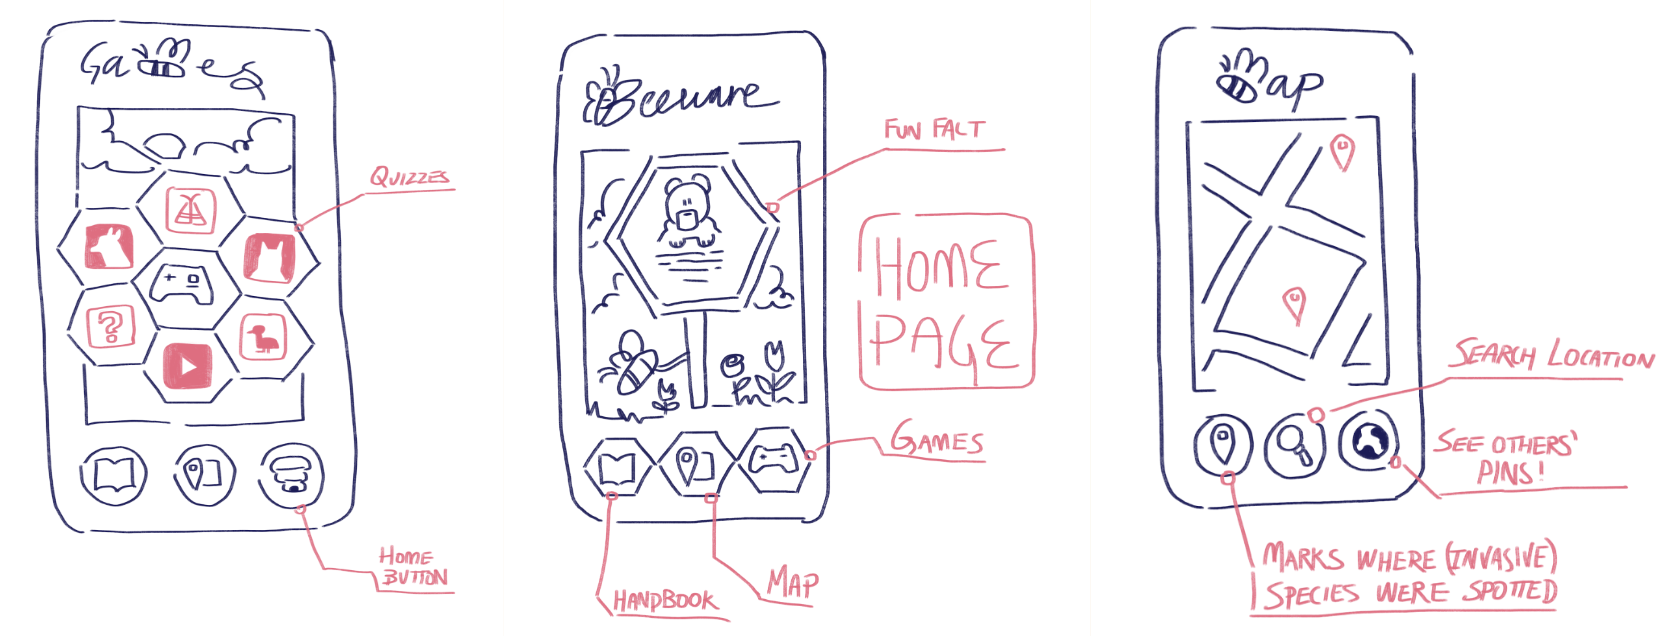 Games
QUIZZES
?
HOME
BUTTON
Beeware
FUN FACT
HOME
PAGE
GAMES
HANDBOOK
MAP
Map
SEARCH LOCATION
SEE OTHERS'
PINS!
MARKS WHERE (INVASIVE)
SPECIES WERE SPOTTED